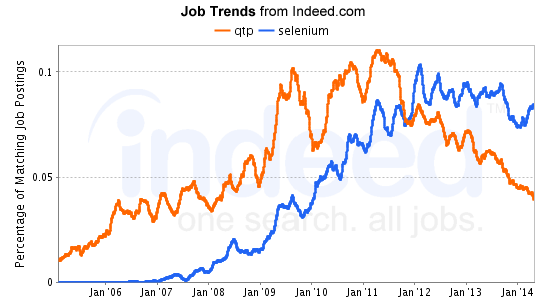 Job Trends from Indeed.com
qtp selenium
Percentage of Matching Job Postings
0.1
0.05
0
indeed
TM
one search. all jobs.
Jan '06 Jan '07 Jan '08 Jan '09 Jan '10 Jan '11 Jan '12 Jan '13 Jan '14